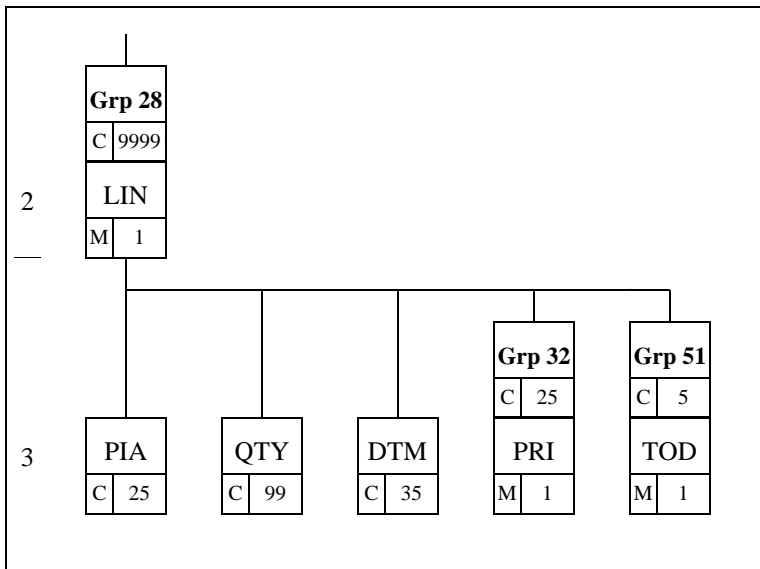 Grp 28
C 9999
2 LIN
M 1
Grp 32 Grp 51
C 25 C 5
3 PIA QTY DTM PRI TOD
C 25 C 99 C 35 M 1 M 1